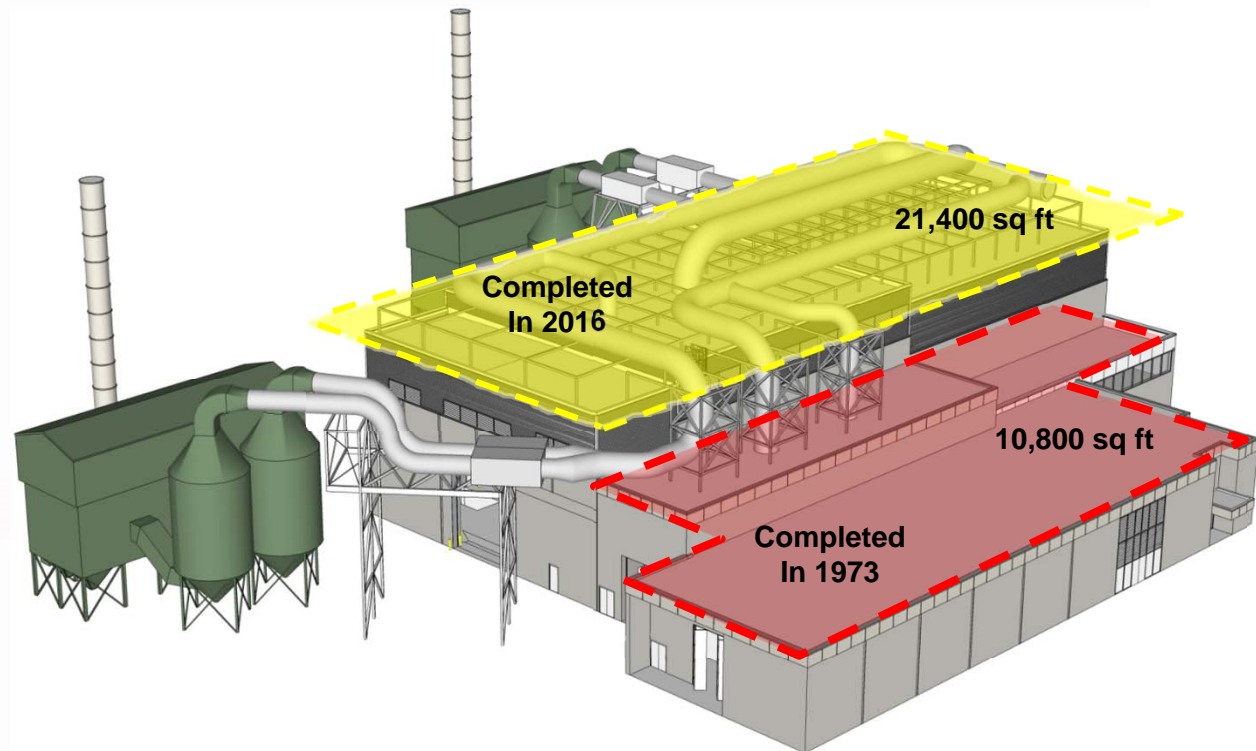 21,400 sq ft
Completed
In 2016
10,800 sq ft
Completed
In 1973